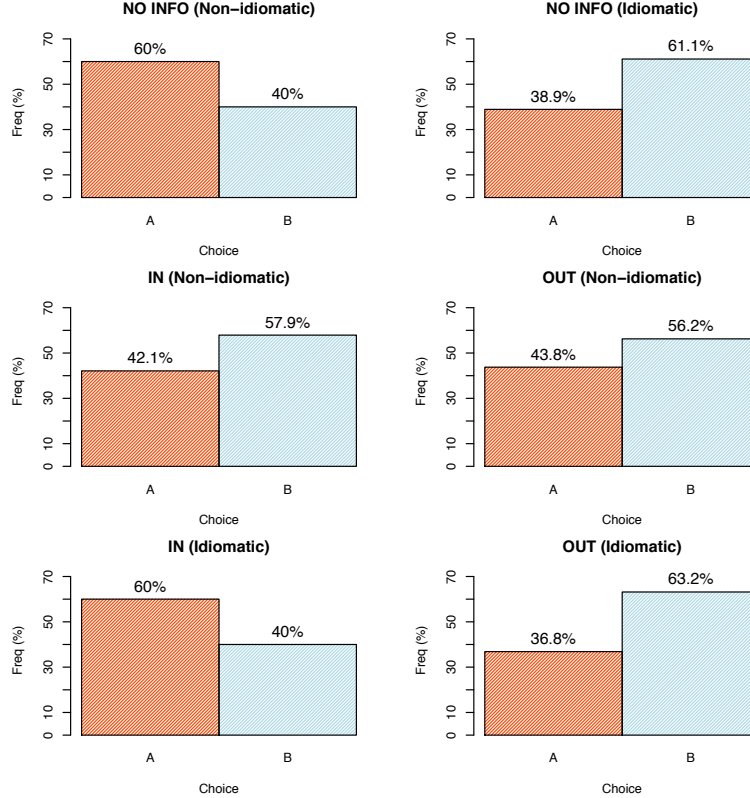 NO INFO (Non−idiomatic)
Freq (%)
0
10
30
50
70
60%
40%
A
B
Choice
NO INFO (Idiomatic)
Freq (%)
0
10
30
50
70
38.9%
61.1%
A
B
Choice
IN (Non−idiomatic)
Freq (%)
0
10
30
50
70
42.1%
57.9%
A
B
Choice
OUT (Non−idiomatic)
Freq (%)
0
10
30
50
70
43.8%
56.2%
A
B
Choice
IN (Idiomatic)
Freq (%)
0
10
30
50
70
60%
40%
A
B
Choice
OUT (Idiomatic)
Freq (%)
0
10
30
50
70
36.8%
63.2%
A
B
Choice